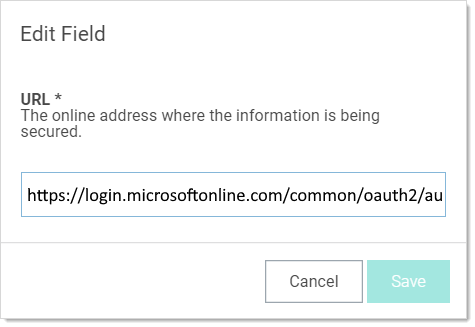 Edit Field
URL *
The online address where the information is being
secured.
https://login.microsoftonline.com/common/oauth2/au
Cancel
Save